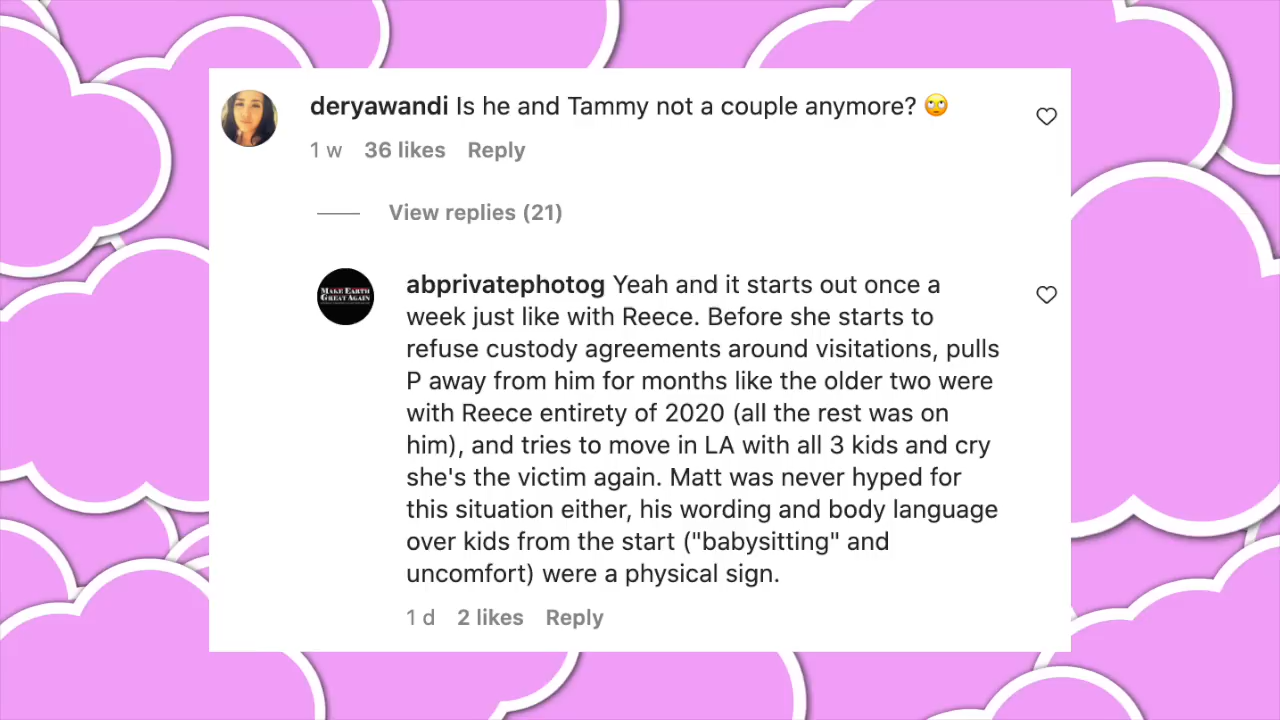 deryawandi Is he and Tammy not a couple anymore? 🙄
1 w 36 likes Reply
View replies (21)
MAKE EARTH
GREAT AGAIN
abprivatephotog Yeah and it starts out once a
week just like with Reece. Before she starts to
refuse custody agreements around visitations, pulls
P away from him for months like the older two were
with Reece entirety of 2020 (all the rest was on
him), and tries to move in LA with all 3 kids and cry
she's the victim again. Matt was never hyped for
this situation either, his wording and body language
over kids from the start ("babysitting" and
uncomfort) were a physical sign.
1 d 2 likes Reply